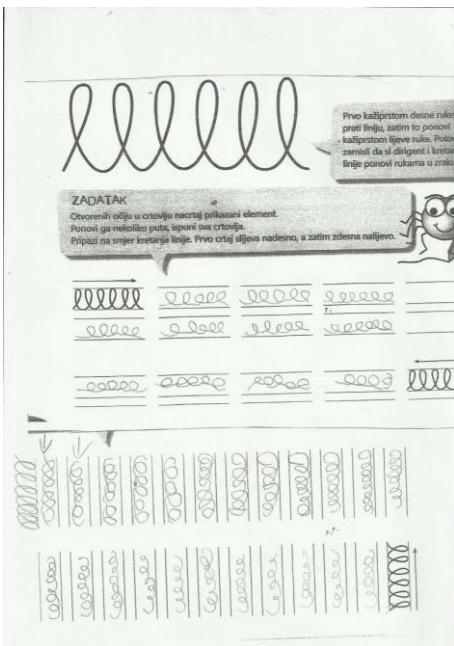 Prvo kažiprstom desne ruke
prati liniju, zatim to ponovi
kažiprstom lijeve ruke.
zamisli da si dirigent i
linije ponovi rukama u zraku
ZADATAK
Otvorenih očiju u crtovlju nacrtaj prikazani element.
Ponovi ga nekoliko puta, ispuni sva crtovlja.
Pripazi na smjer kretanja linije. Prvo crtaj slijeva nadesno, a zatim zdesna nalijevo.